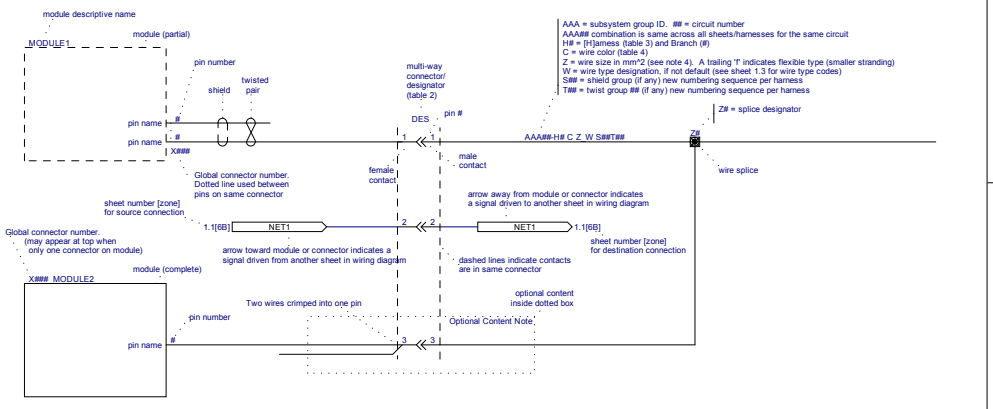 module descriptive name
MODULE1
module (partial)
pin number
shield
twisted
pair
pin name
#
pin name
#
X###
Global connector number.
Dotted line used between
pins on same connector
multi-way
connector/
designator
(table 2)
DES
pin #
1
1
female
contact
male
contact
AAA = subsystem group ID.  ## = circuit number
AAA## combination is same across all sheets/harnesses for the same circuit
H# = [H]arness (table 3) and Branch (#)
C = wire color (table 4)
Z = wire size in mm^2 (see note 4).  A trailing 'f' indicates flexible type (smaller stranding)
W = wire type designation, if not default (see sheet 1.3 for wire type codes)
S## = shield group (if any) new numbering sequence per harness
T## = twist group ## (if any) new numbering sequence per harness
AAA##-H# C Z_W S##T##
Z# = splice designator
Z#
wire splice
sheet number [zone]
for source connection
1.1[6B]
NET1
arrow toward module or connector indicates a
signal driven from another sheet in wiring diagram
2
2
arrow away from module or connector indicates
a signal driven to another sheet in wiring diagram
NET1
1.1[6B]
sheet number [zone]
for destination connection
dashed lines indicate contacts
are in same connector
Global connector number.
(may appear at top when
only one connector on module)
X### MODULE2
module (complete)
pin number
pin name
#
Two wires crimped into one pin
optional content
inside dotted box
Optional Content Note
3
3